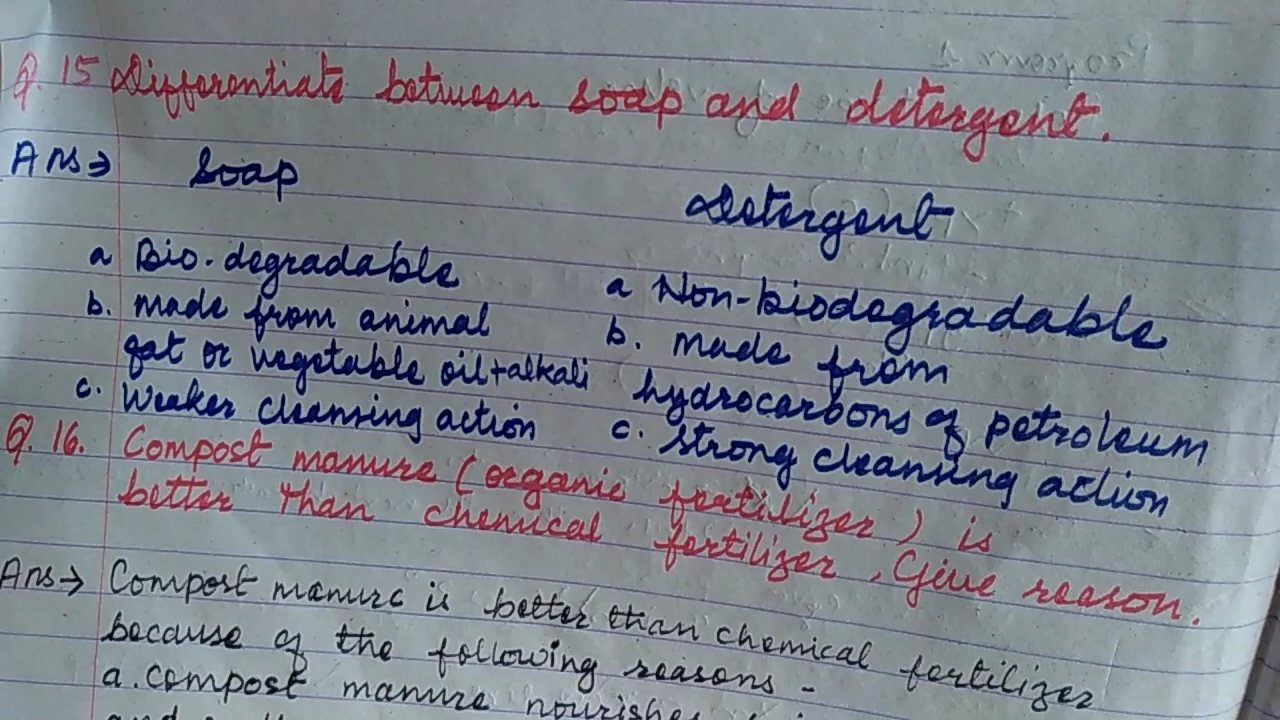 Q. 15 Differentiate between soap and detergent.
Ans→ Soap
Detergent
a Bio-degradable
a Non-biodegradable
b. made from animal
b. made from
fat or vegetable oil+alkali
hydrocarbons of petroleum
c. Weaker cleansing action
c. Strong cleansing action
Q. 16. Compost manure (organic fertilizer) is
better than chemical fertilizer, Give reason.
Ans→ Compost manure is better than chemical fertilizer
because of the following reasons -
a. compost manure nourishes
and